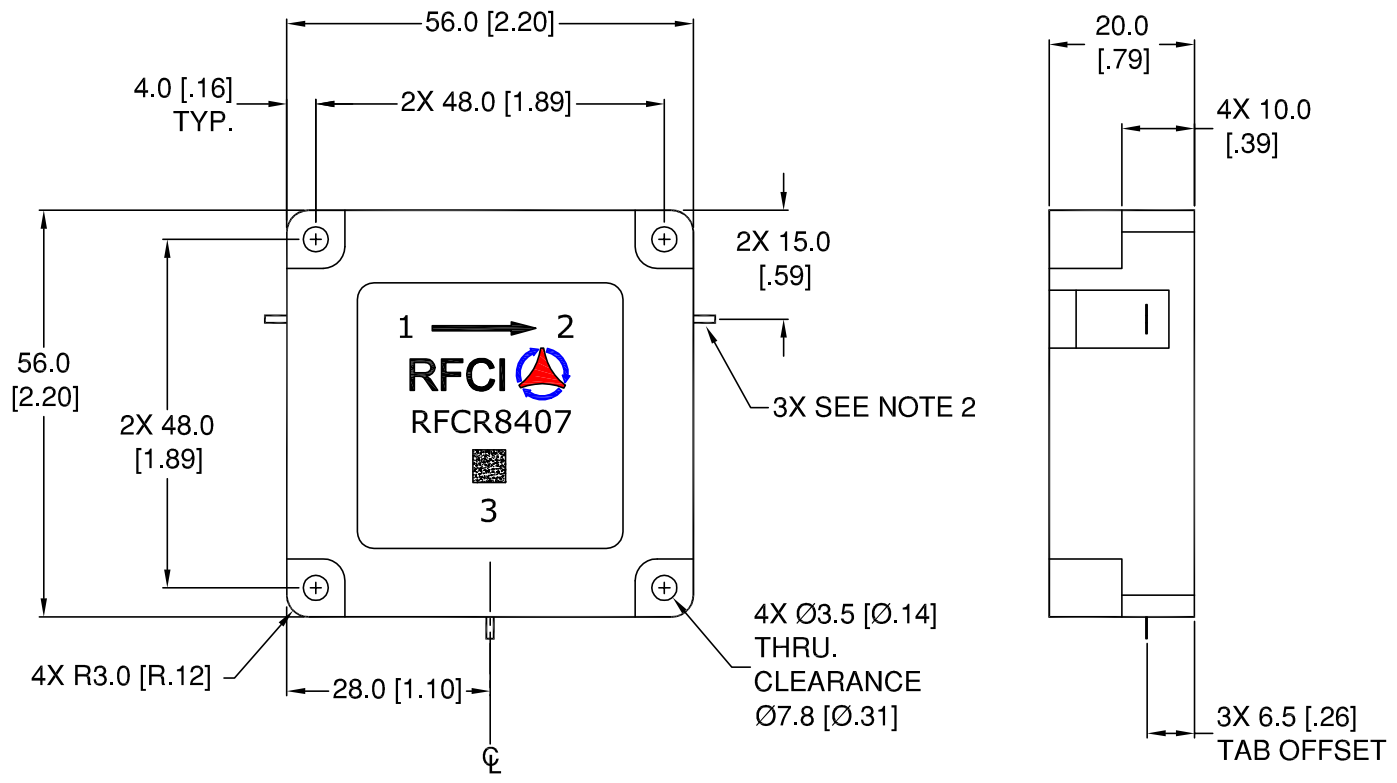 56.0 [2.20]
4.0 [.16]
TYP.
2X 48.0 [1.89]
20.0
[.79]
4X 10.0
[.39]
2X 15.0
[.59]
56.0
[2.20]
2X 48.0
[1.89]
1 2
RFCI
RFCR8407
3
3X SEE NOTE 2
4X R3.0 [R.12]
28.0 [1.10]
℄
4X Ø3.5 [Ø.14]
THRU.
CLEARANCE
Ø7.8 [Ø.31]
3X 6.5 [.26]
TAB OFFSET